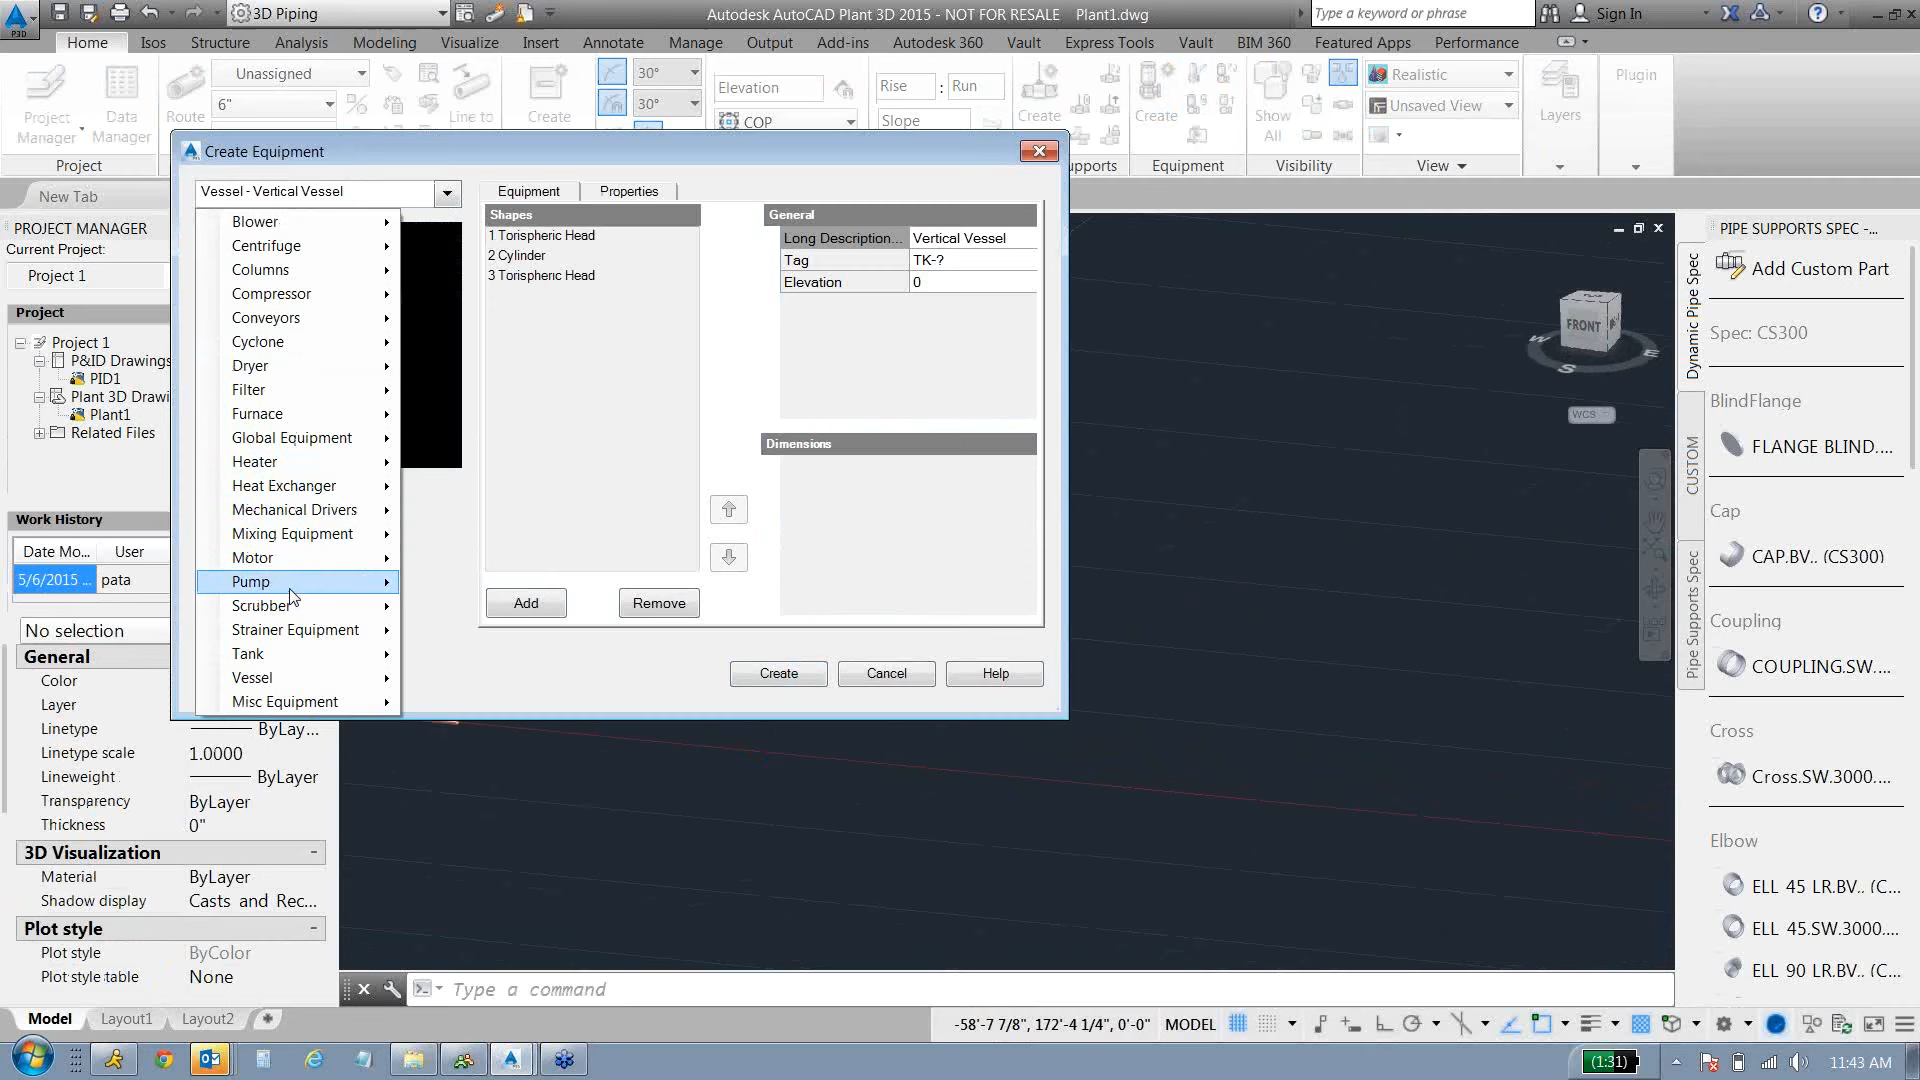 3D Piping
Autodesk AutoCAD Plant 3D 2015 - NOT FOR RESALE Plant1.dwg
Type a keyword or phrase
Sign In
P3D
Home Isos Structure Analysis Modeling Visualize Insert Annotate Manage Output Add-ins Autodesk 360 Vault Express Tools Vault BIM 360 Featured Apps Performance
Unassigned
6"
30°
30°
Elevation
COP
Rise : Run
Slope
Realistic
Unsaved View
Plugin
Project Manager
Data Manager
Route
Line to
Create
Create
Create
Show All
Layers
Project
Equipment
Visibility
View
New Tab
PROJECT MANAGER
Current Project:
Project 1
Project
Project 1
P&ID Drawings
PID1
Plant 3D Drawi
Plant1
Related Files
Work History
Date Mo... User
5/6/2015 ... pata
No selection
General
Color
Layer
Linetype ByLay...
Linetype scale 1.0000
Lineweight ByLayer
Transparency ByLayer
Thickness 0"
3D Visualization
Material ByLayer
Shadow display Casts and Rec...
Plot style
Plot style ByColor
Plot style table None
Create Equipment
Vessel - Vertical Vessel
Blower
Centrifuge
Columns
Compressor
Conveyors
Cyclone
Dryer
Filter
Furnace
Global Equipment
Heater
Heat Exchanger
Mechanical Drivers
Mixing Equipment
Motor
Pump
Scrubber
Strainer Equipment
Tank
Vessel
Misc Equipment
Equipment Properties
Shapes
1 Torispheric Head
2 Cylinder
3 Torispheric Head
Add Remove
General
Long Description... Vertical Vessel
Tag TK-?
Elevation 0
Dimensions
Create Cancel Help
FRONT
W S E
WCS
PIPE SUPPORTS SPEC -...
Dynamic Pipe Spec
CUSTOM
Pipe Supports Spec
Add Custom Part
Spec: CS300
BlindFlange
FLANGE BLIND....
Cap
CAP.BV.. (CS300)
Coupling
COUPLING.SW....
Cross
Cross.SW.3000....
Elbow
ELL 45 LR.BV.. (C...
ELL 45.SW.3000....
ELL 90 LR.BV.. (C...
Type a command
Model Layout1 Layout2
-58'-7 7/8", 172'-4 1/4", 0'-0" MODEL
(1:31)
11:43 AM